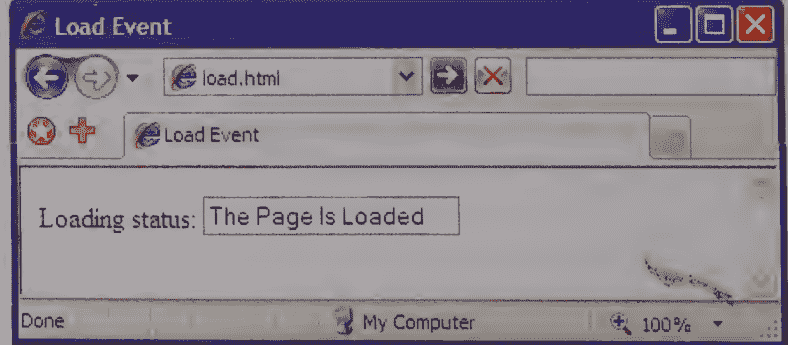 Load Event
load.html
Load Event
Loading status: The Page Is Loaded
Done My Computer 100%